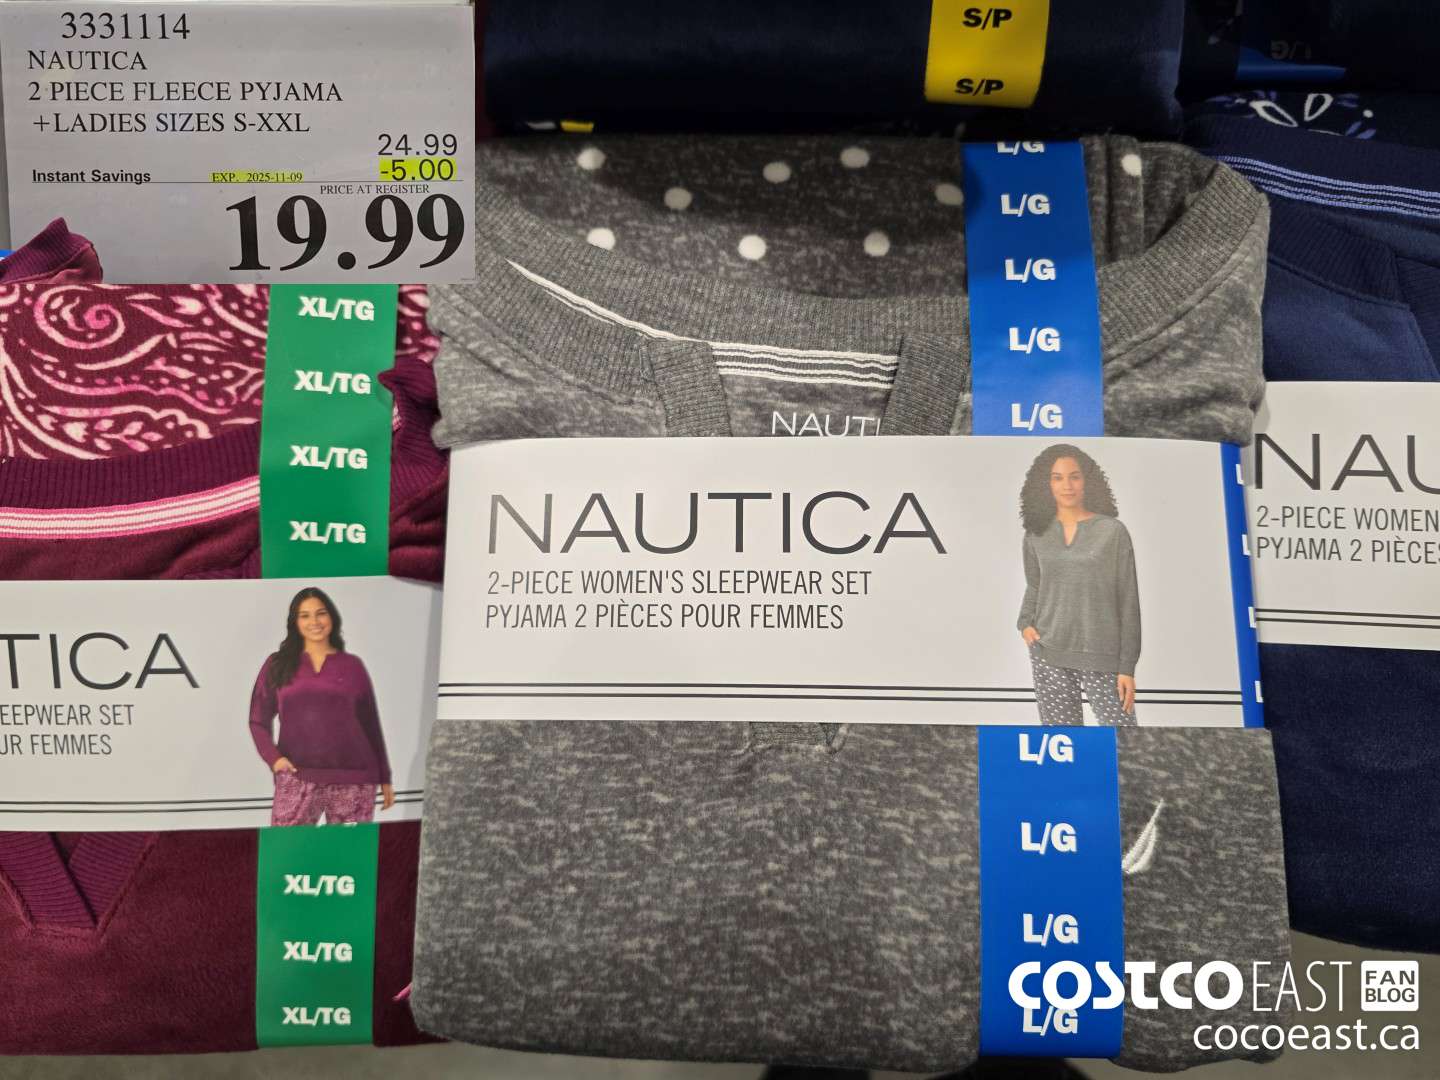 3331114
NAUTICA
2 PIECE FLEECE PYJAMA
+LADIES SIZES S-XXL
24.99
Instant Savings EXP. 2025-11-09 -5.00
PRICE AT REGISTER
19.99
S/P
S/P
L/G
L/G
L/G
L/G
L/G
L/G
XL/TG
XL/TG
XL/TG
XL/TG
NAUTI
NAUTICA
2-PIECE WOMEN'S SLEEPWEAR SET
PYJAMA 2 PIÈCES POUR FEMMES
NAU
2-PIECE WOMEN
PYJAMA 2 PIÈCES
TICA
EEPWEAR SET
UR FEMMES
XL/TG
XL/TG
XL/TG
L/G
L/G
L/G
L/G
COSTCO EAST FAN BLOG
cocoeast.ca